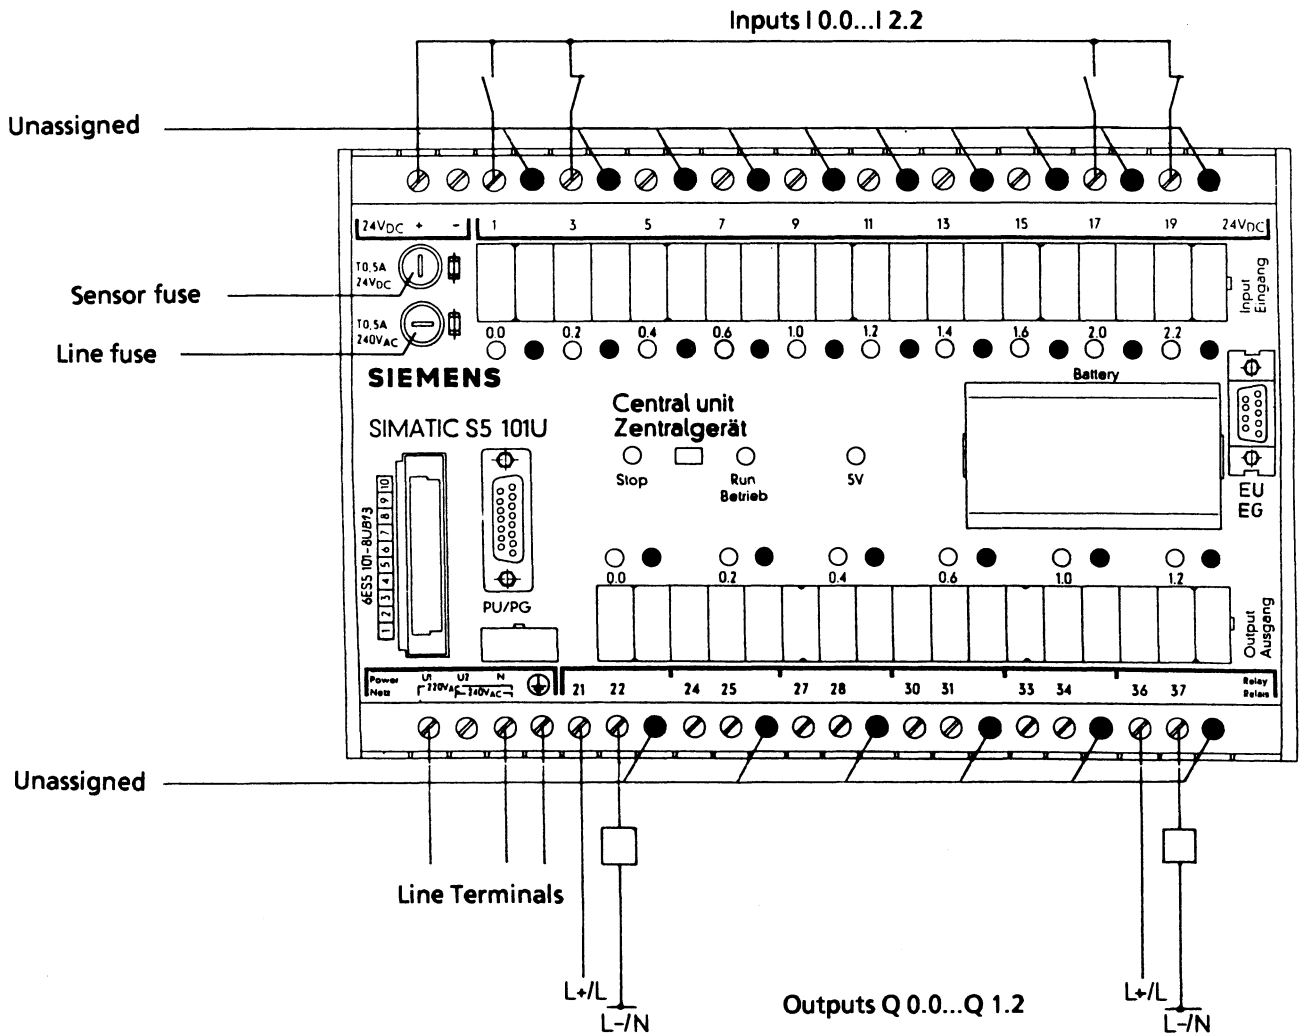 Inputs I 0.0...I 2.2
Unassigned
24VDC + - 1 3 5 7 9 11 13 15 17 19 24VDC
T0,5A
24VDC
Sensor fuse
T0,5A
240VAC
Line fuse
Input
Eingang
0.0 0.2 0.4 0.6 1.0 1.2 1.4 1.6 2.0 2.2
SIEMENS
Battery
SIMATIC S5 101U
Central unit
Zentralgerät
Stop
Run
Betrieb
5V
EU
EG
6ES5 101-8UB13
1 2 3 4 5 6 7 8 9 10
PU/PG
0.0 0.2 0.4 0.6 1.0 1.2
Output
Ausgang
Power
Netz
U1 U2 N
220VAC 240VAC
21 22 24 25 27 28 30 31 33 34 36 37
Relay
Relais
Unassigned
Line Terminals
L+/L
L-/N
Outputs Q 0.0...Q 1.2
L+/L
L-/N